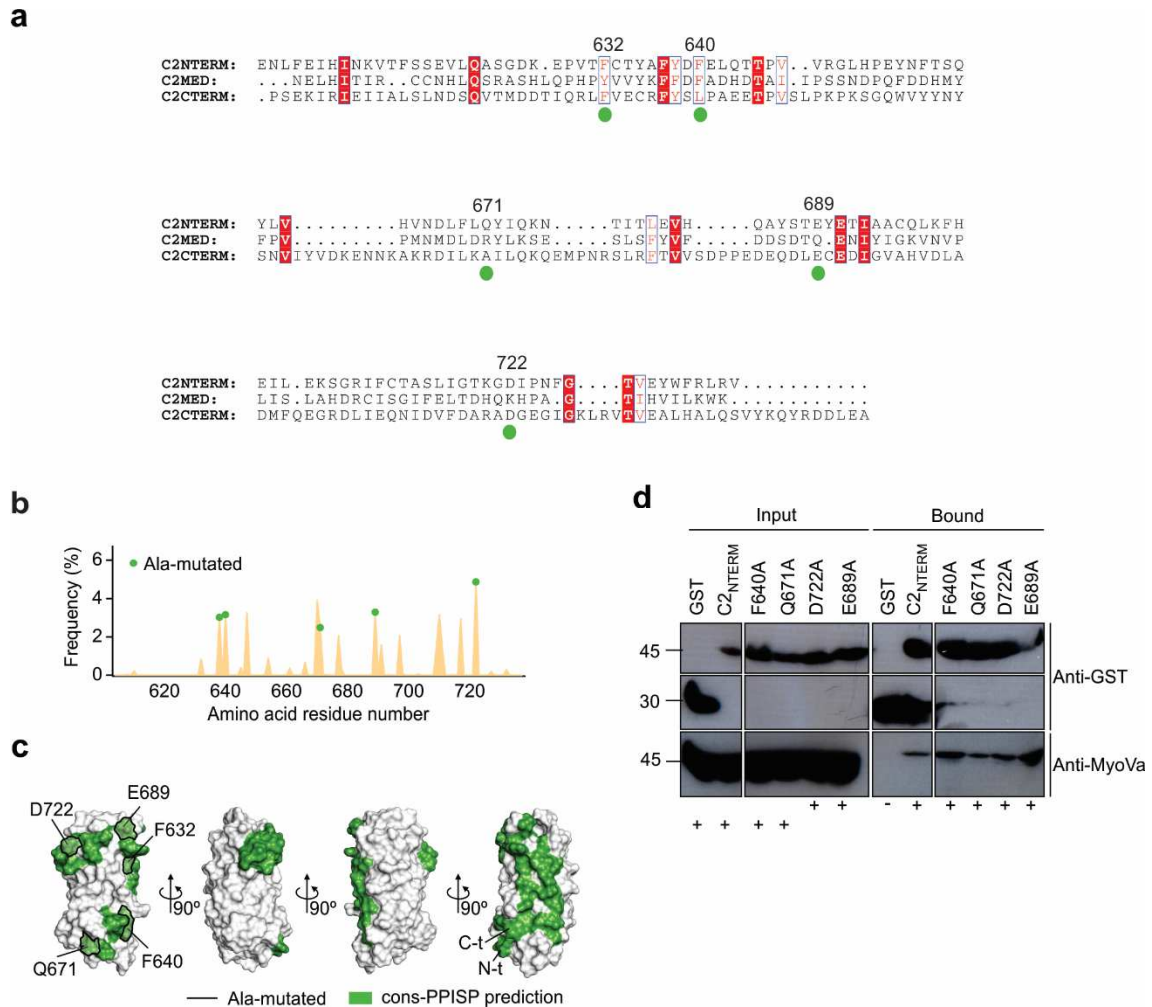 a
632 640
C2NTERM: ENLFEIHINKVTFSSEVLQASGDK.EPVTFCTYAFYDFELQTTPV..VRGLHPEYNFTSQ
C2MED: ...NELHITIR..CCNHLQSRASHLQPHPYVVYKFFDFADHDTAI.IPSSNDPQFDDHMY
C2CTERM: .PSEKIRIEIIALSLNDSQVTMDDTIQRLFVECRFYSLPAEETPVSLPKPKSGQWVYYNY
671 689
C2NTERM: YLV.........HVNDLFLQYIQKN.....TITLEVH.....QAYSTEYETIAACQLKFH
C2MED: FPV.........PMNMDLDRYLKSE.....SLSFYVF.....DDSDTQ.ENIYIGKVNVP
C2CTERM: SNVIYVDKENNKAKRDILKAILQKQEMPNRSLRFTVVSDPPEDEQDLECEDIGVAHVDLA
722
C2NTERM: EIL.EKSGRIFCTASLIGTKGDIPNFG....TVEYWFRLRV...........
C2MED: LIS.LAHDRCISGIFELTDHQKHPA.G....TIHVILKWK............
C2CTERM: DMFQEGRDLIEQNIDVFDARADGEGIGKLRVTVEALHALQSVYKQYRDDLEA
b
Frequency (%)
6
4
2
0
Ala-mutated
620 640 660 680 700 720
Amino acid residue number
c
D722
E689
F632
Q671
F640
90º
90º
90º
C-t
N-t
Ala-mutated
cons-PPISP prediction
d
Input Bound
GST C2NTERM F640A Q671A D722A E689A GST C2NTERM F640A Q671A D722A E689A
45
30
45
Anti-GST
Anti-MyoVa
+ + - + + + + +
+ + + +